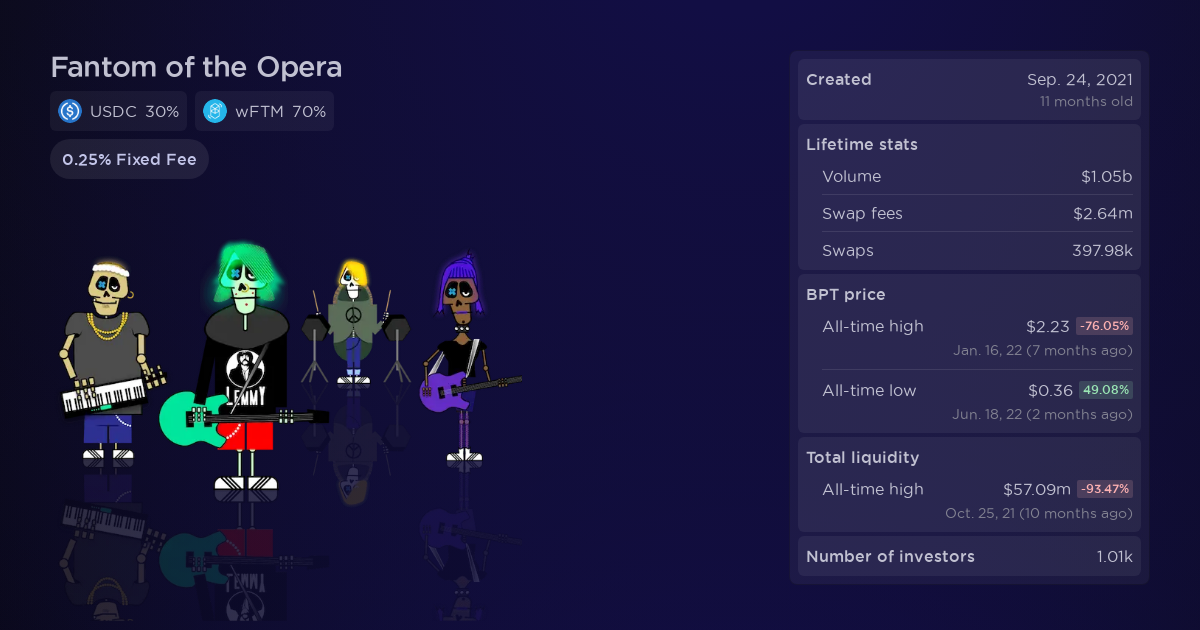 Fantom of the Opera
USDC 30%
wFTM 70%
0.25% Fixed Fee
LEMMY
Created Sep. 24, 2021
11 months old
Lifetime stats
Volume $1.05b
Swap fees $2.64m
Swaps 397.98k
BPT price
All-time high $2.23 -76.05%
Jan. 16, 22 (7 months ago)
All-time low $0.36 49.08%
Jun. 18, 22 (2 months ago)
Total liquidity
All-time high $57.09m -93.47%
Oct. 25, 21 (10 months ago)
Number of investors 1.01k